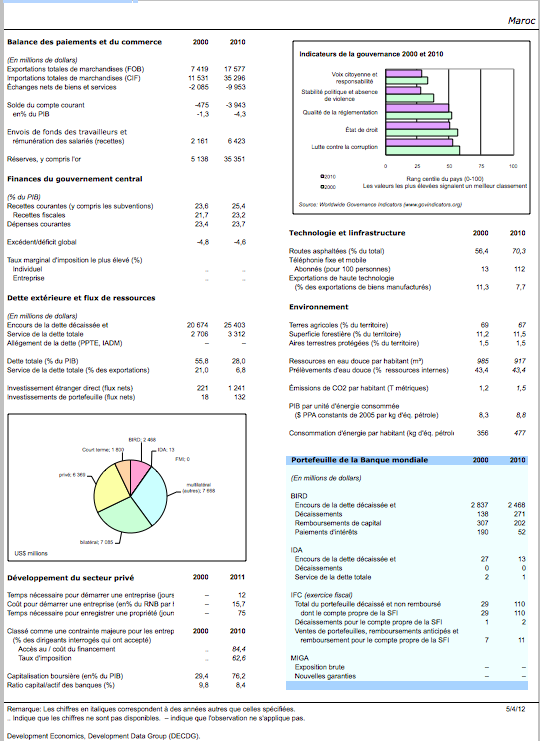 Maroc
Balance des paiements et du commerce 2000 2010
(En millions de dollars)
Exportations totales de marchandises (FOB) 7 419 17 577
Importations totales de marchandises (CIF) 11 531 35 296
Échanges nets de biens et services -2 085 -9 953
Solde du compte courant -475 -3 943
en% du PIB -1,3 -4,3
Envois de fonds des travailleurs et
rémunération des salariés (recettes) 2 161 6 423
Réserves, y compris l'or 5 138 35 351
Finances du gouvernement central
(% du PIB)
Recettes courantes (y compris les subventions) 23,6 25,4
Recettes fiscales 21,7 23,2
Dépenses courantes 23,4 23,7
Excédent/déficit global -4,8 -4,6
Taux marginal d'imposition le plus élevé (%)
Individuel .. ..
Entreprise .. ..
Dette extérieure et flux de ressources
(En millions de dollars)
Encours de la dette décaissée et 20 674 25 403
Service de la dette totale 2 706 3 312
Allégement de la dette (PPTE, IADM) – –
Dette totale (% du PIB) 55,8 28,0
Service de la dette totale (% des exportations) 21,0 6,8
Investissement étranger direct (flux nets) 221 1 241
Investissements de portefeuille (flux nets) 18 132
BIRD; 2 468
IDA; 13
FMI; 0
Court terme; 1 800
privé; 6 369
multilatéral
(autres); 7 668
bilatéral; 7 085
US$ millions
Développement du secteur privé 2000 2011
Temps nécessaire pour démarrer une entreprise (jours – 12
Coût pour démarrer une entreprise (en% du RNB par h – 15,7
Temps nécessaire pour enregistrer une propriété (jour – 75
Classé comme une contrainte majeure pour les entrep 2000 2010
(% des dirigeants interrogés qui ont accepté)
Accès au / coût du financement .. 84,4
Taux d'imposition .. 62,6
Capitalisation boursière (en% du PIB) 29,4 76,2
Ratio capital/actif des banques (%) 9,8 8,4
Indicateurs de la gouvernance 2000 et 2010
Voix citoyenne et
responsabilité
Stabilité politique et absence
de violence
Qualité de la réglementation
État de droit
Lutte contre la corruption
0 25 50 75 100
2010
2000
Rang centile du pays (0-100)
Les valeurs les plus élevées signalent un meilleur classement
Source: Worldwide Governance Indicators (www.govindicators.org)
Technologie et Iinfrastructure 2000 2010
Routes asphaltées (% du total) 56,4 70,3
Téléphonie fixe et mobile
Abonnés (pour 100 personnes) 13 112
Exportations de haute technologie
(% des exportations de biens manufacturés) 11,3 7,7
Environnement
Terres agricoles (% du territoire) 69 67
Superficie forestière (% du territoire) 11,2 11,5
Aires terrestres protégées (% du territoire) 1,5 1,5
Ressources en eau douce par habitant (m³) 985 917
Prélèvements d'eau douce (% ressources internes) 43,4 43,4
Émissions de CO2 par habitant (T métriques) 1,2 1,5
PIB par unité d'énergie consommée
($ PPA constants de 2005 par kg d'éq. pétrole) 8,3 8,8
Consommation d'énergie par habitant (kg d'éq. pétrole 356 477
Portefeuille de la Banque mondiale 2000 2010
(En millions de dollars)
BIRD
Encours de la dette décaissée et 2 837 2 468
Décaissements 138 271
Remboursements de capital 307 202
Paiements d'intérêts 190 52
IDA
Encours de la dette décaissée et 27 13
Décaissements 0 0
Service de la dette totale 2 1
IFC (exercice fiscal)
Total du portefeuille décaissé et non remboursé 29 110
dont le compte propre de la SFI 29 110
Décaissements pour le compte propre de la SFI 1 2
Ventes de portefeuilles, remboursements anticipés et
remboursement pour le compte propre de la SFI 7 11
MIGA
Exposition brute – –
Nouvelles garanties – –
Remarque: Les chiffres en italiques correspondent à des années autres que celles spécifiées. 5/4/12
.. Indique que les chiffres ne sont pas disponibles. – indique que l'observation ne s'applique pas.
Development Economics, Development Data Group (DECDG).